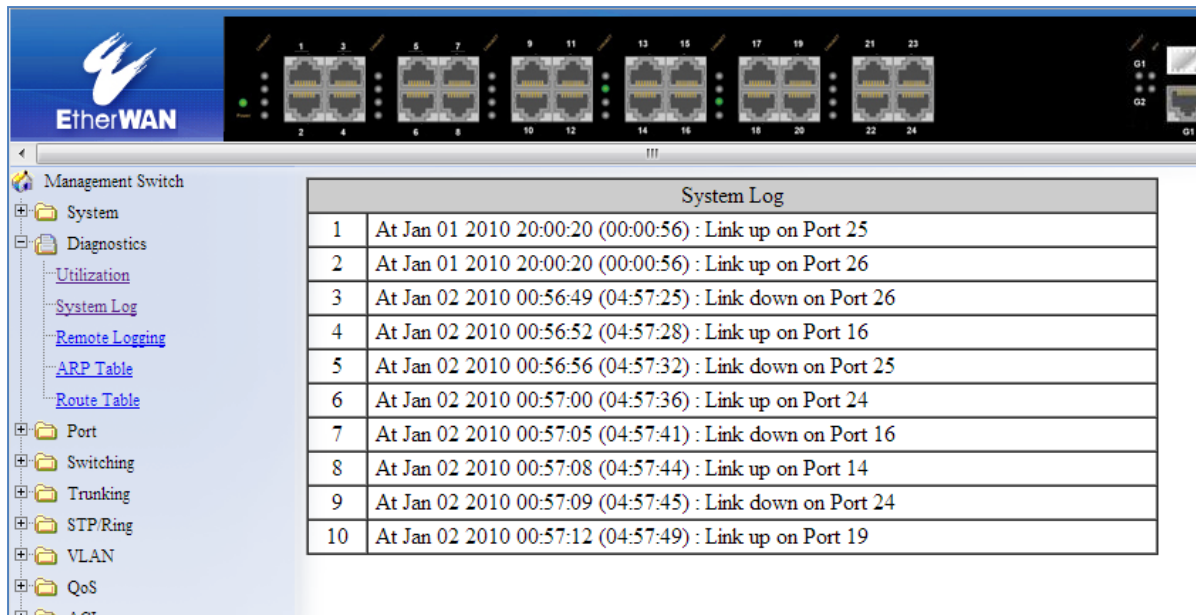 1 3 5 7 9 11 13 15 17 19 21 23
G1
G2
Power
EtherWAN
2 4 6 8 10 12 14 16 18 20 22 24
G1
Management Switch
System
Diagnostics
Utilization
System Log
Remote Logging
ARP Table
Route Table
Port
Switching
Trunking
STP/Ring
VLAN
QoS
ACL
System Log
1 At Jan 01 2010 20:00:20 (00:00:56) : Link up on Port 25
2 At Jan 01 2010 20:00:20 (00:00:56) : Link up on Port 26
3 At Jan 02 2010 00:56:49 (04:57:25) : Link down on Port 26
4 At Jan 02 2010 00:56:52 (04:57:28) : Link up on Port 16
5 At Jan 02 2010 00:56:56 (04:57:32) : Link down on Port 25
6 At Jan 02 2010 00:57:00 (04:57:36) : Link up on Port 24
7 At Jan 02 2010 00:57:05 (04:57:41) : Link down on Port 16
8 At Jan 02 2010 00:57:08 (04:57:44) : Link up on Port 14
9 At Jan 02 2010 00:57:09 (04:57:45) : Link down on Port 24
10 At Jan 02 2010 00:57:12 (04:57:49) : Link up on Port 19